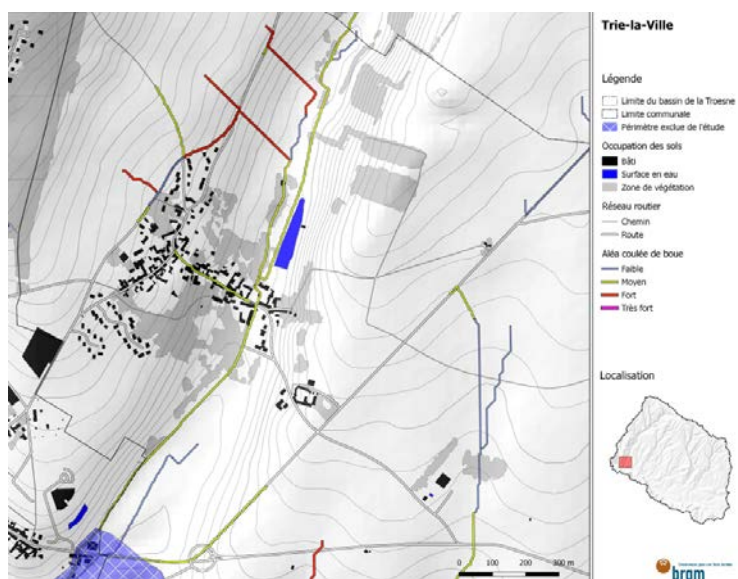 Trie-la-Ville
Légende
Limite du bassin de la Troesne
Limite communale
Périmètre exclue de l'étude
Occupation des sols
Bâti
Surface en eau
Zone de végétation
Réseau routier
Chemin
Route
Aléa coulée de boue
Faible
Moyen
Fort
Très fort
Localisation
0 100 200 300 m
brgm